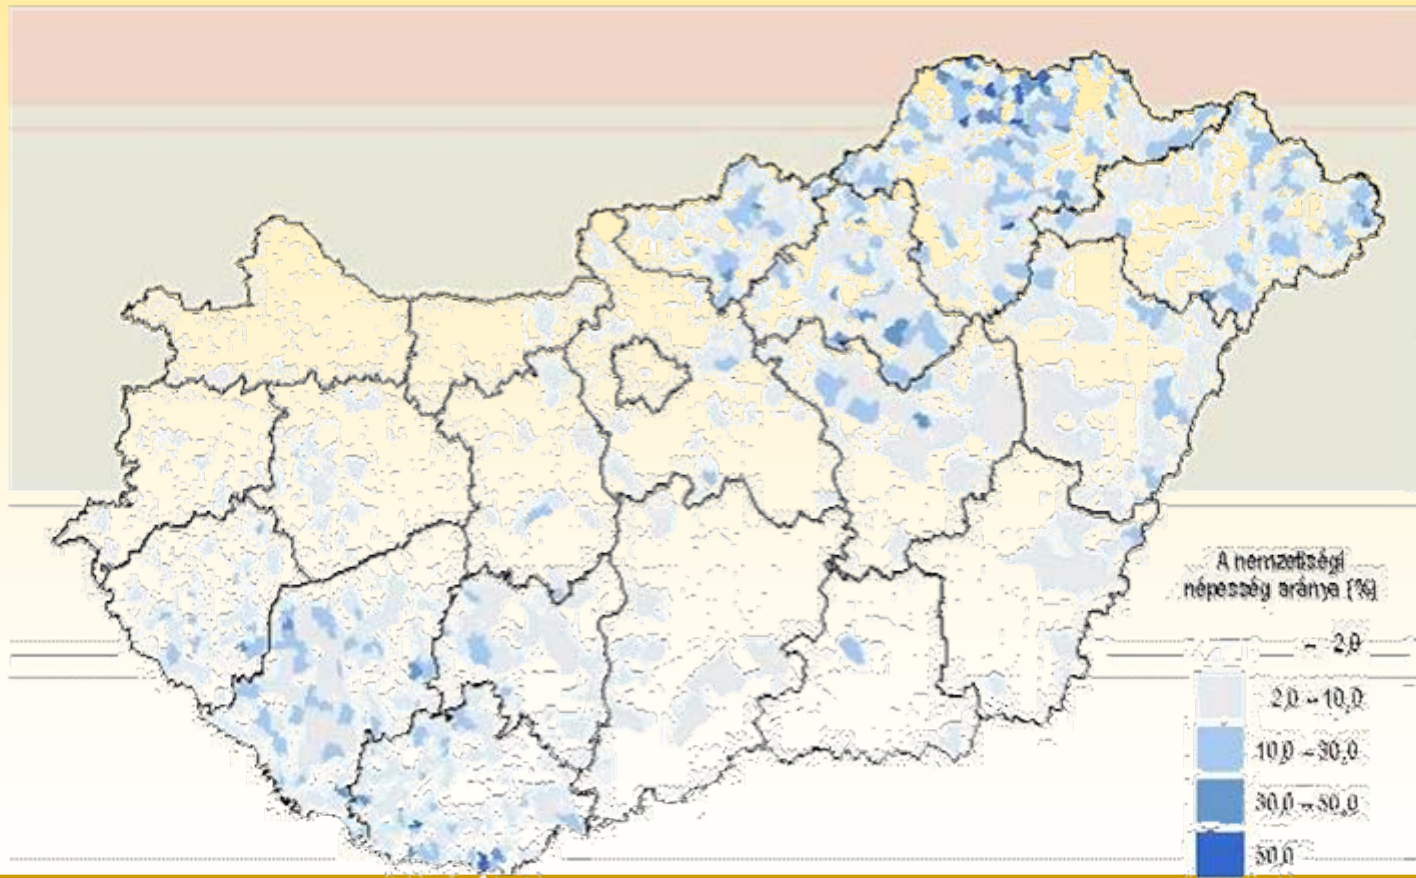 A nemzetiségi
népesség aránya (%)
– 2,0
2,0 – 10,0
10,0 – 30,0
30,0 – 50,0
50,0